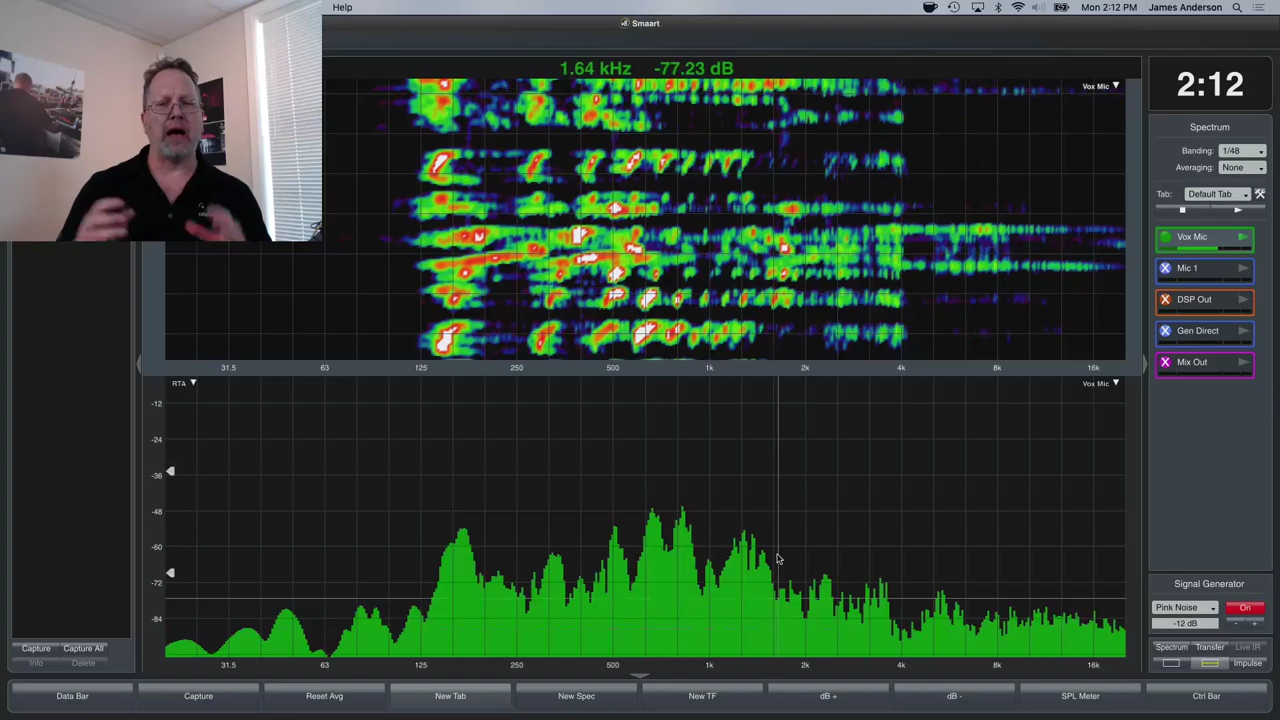 Help
Mon 2:12 PM James Anderson
Smaart
1.64 kHz -77.23 dB
Vox Mic
31.5 63 125 250 500 1k 2k 4k 8k 16k
RTA
Vox Mic
-12
-24
-36
-48
-60
-72
-84
31.5 63 125 250 500 1k 2k 4k 8k 16k
2:12
Spectrum
Banding: 1/48
Averaging: None
Tab: Default Tab
Vox Mic
Mic 1
DSP Out
Gen Direct
Mix Out
Signal Generator
Pink Noise On
-12 dB - +
Spectrum Transfer Live IR
Impulse
Capture Capture All
Info Delete
Data Bar Capture Reset Avg New Tab New Spec New TF dB + dB - SPL Meter Ctrl Bar